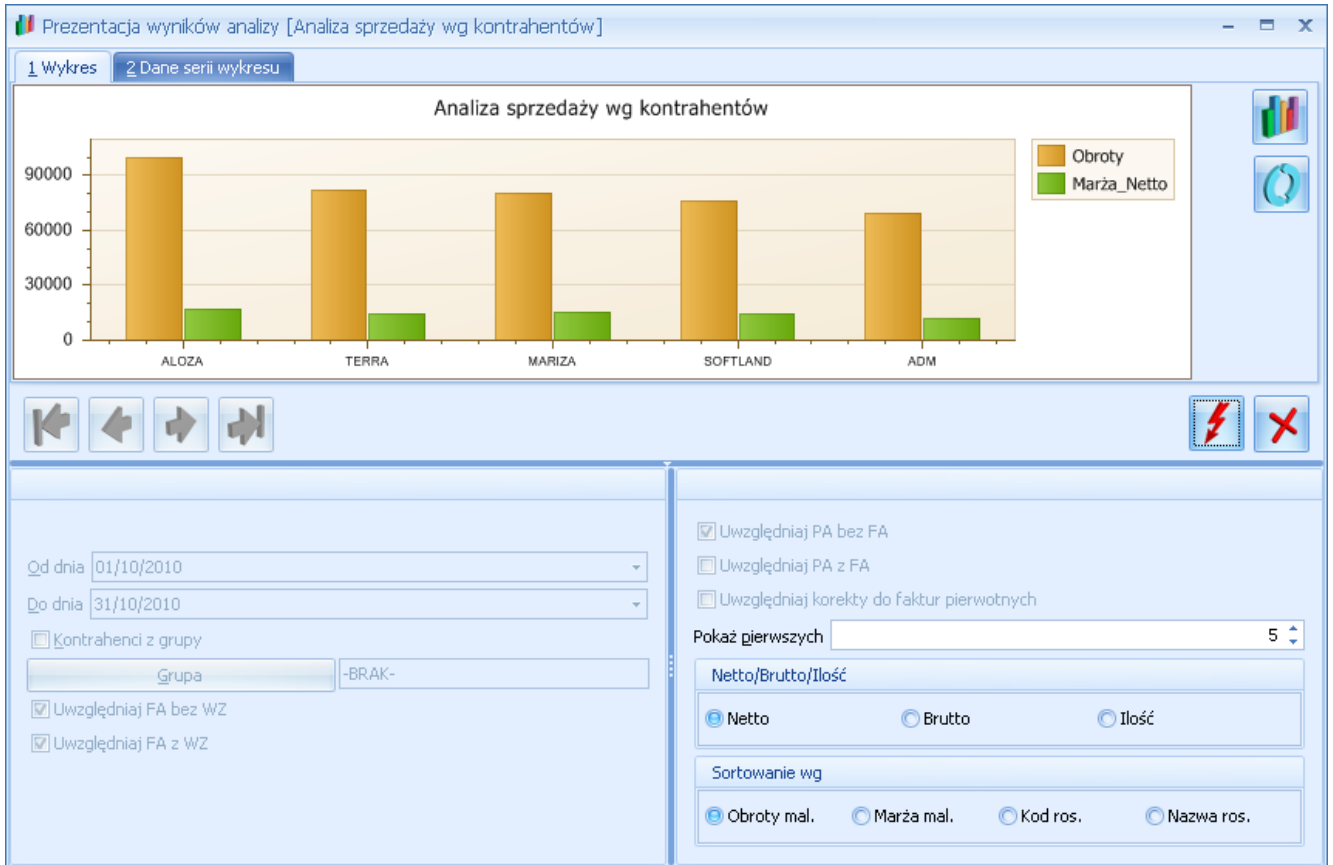 Prezentacja wyników analizy [Analiza sprzedaży wg kontrahentów]
1 Wykres 2 Dane serii wykresu
Analiza sprzedaży wg kontrahentów
90000
60000
30000
0
ALOZA TERRA MARIZA SOFTLAND ADM
Obroty
Marża_Netto
Od dnia 01/10/2010
Do dnia 31/10/2010
Kontrahenci z grupy
Grupa -BRAK-
Uwzględniaj FA bez WZ
Uwzględniaj FA z WZ
Uwzględniaj PA bez FA
Uwzględniaj PA z FA
Uwzględniaj korekty do faktur pierwotnych
Pokaż pierwszych 5
Netto/Brutto/Ilość
Netto Brutto Ilość
Sortowanie wg
Obroty mal. Marża mal. Kod ros. Nazwa ros.